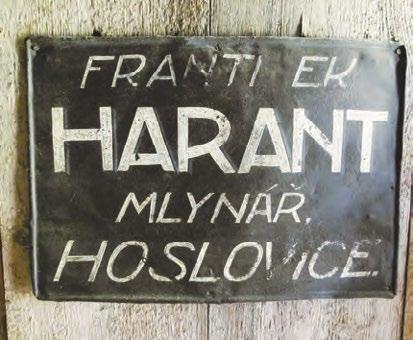 FRANTI EK
HARANT
MLYNÁŘ.
HOSLOVICE.